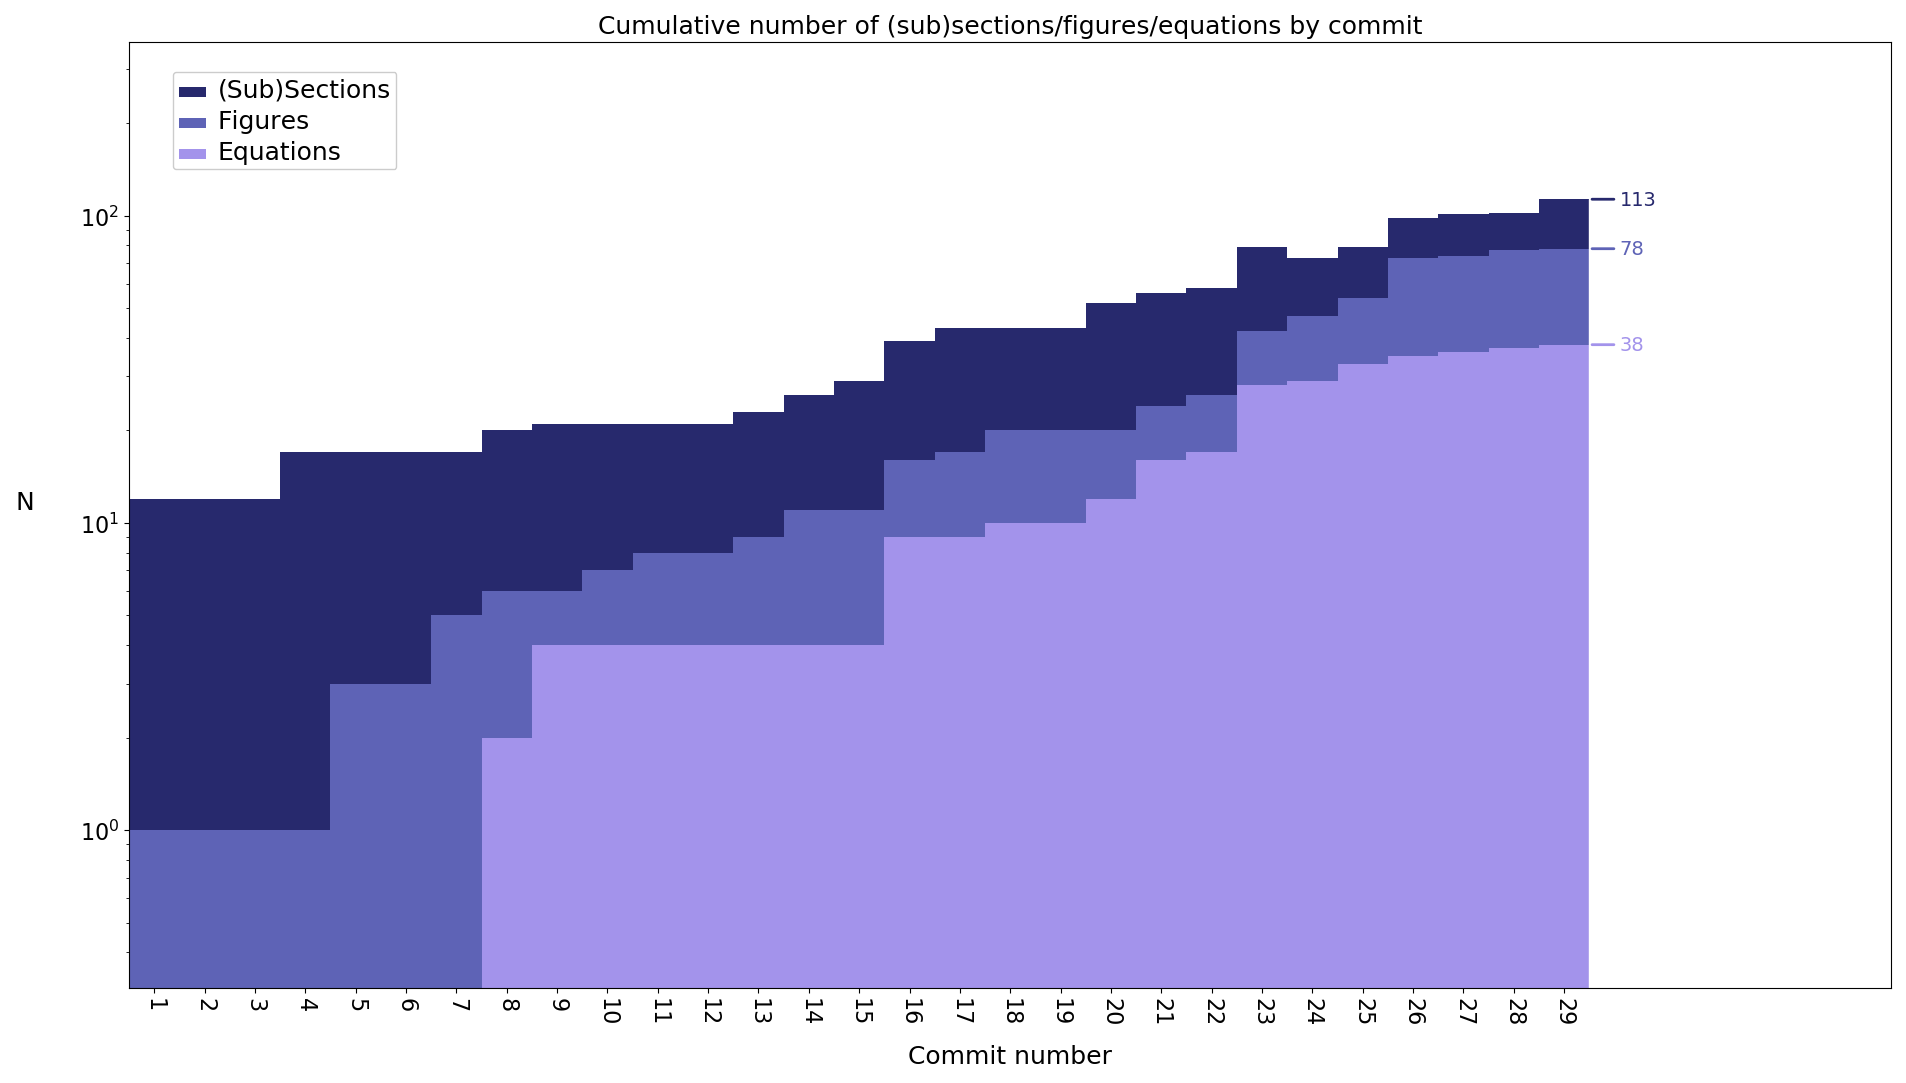 Cumulative number of (sub)sections/figures/equations by commit
(Sub)Sections
Figures
Equations
10²
10¹
10⁰
N
113
78
38
1 2 3 4 5 6 7 8 9 10 11 12 13 14 15 16 17 18 19 20 21 22 23 24 25 26 27 28 29
Commit number